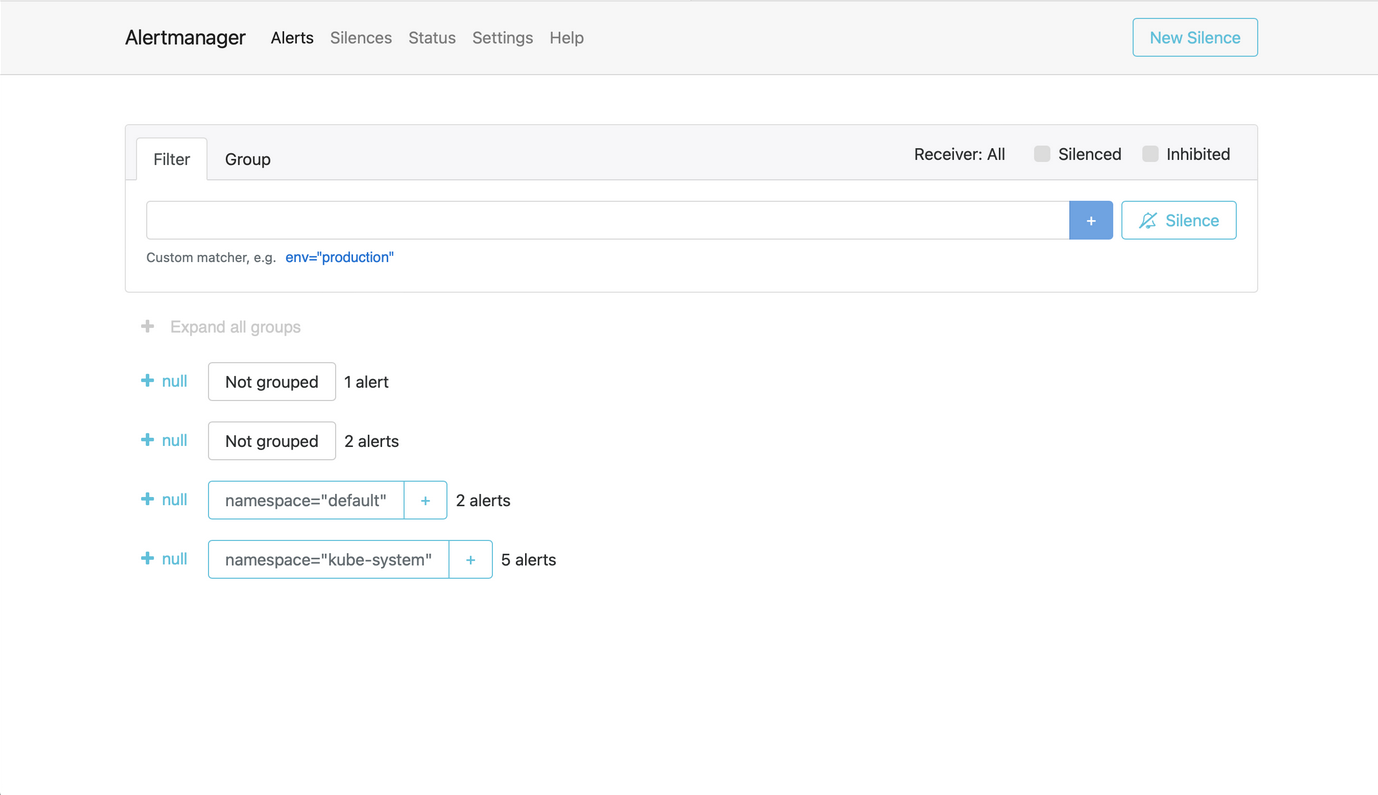 Alertmanager Alerts Silences Status Settings Help New Silence
Filter Group Receiver: All Silenced Inhibited
+ Silence
Custom matcher, e.g. env="production"
+ Expand all groups
+ null Not grouped 1 alert
+ null Not grouped 2 alerts
+ null namespace="default" + 2 alerts
+ null namespace="kube-system" + 5 alerts